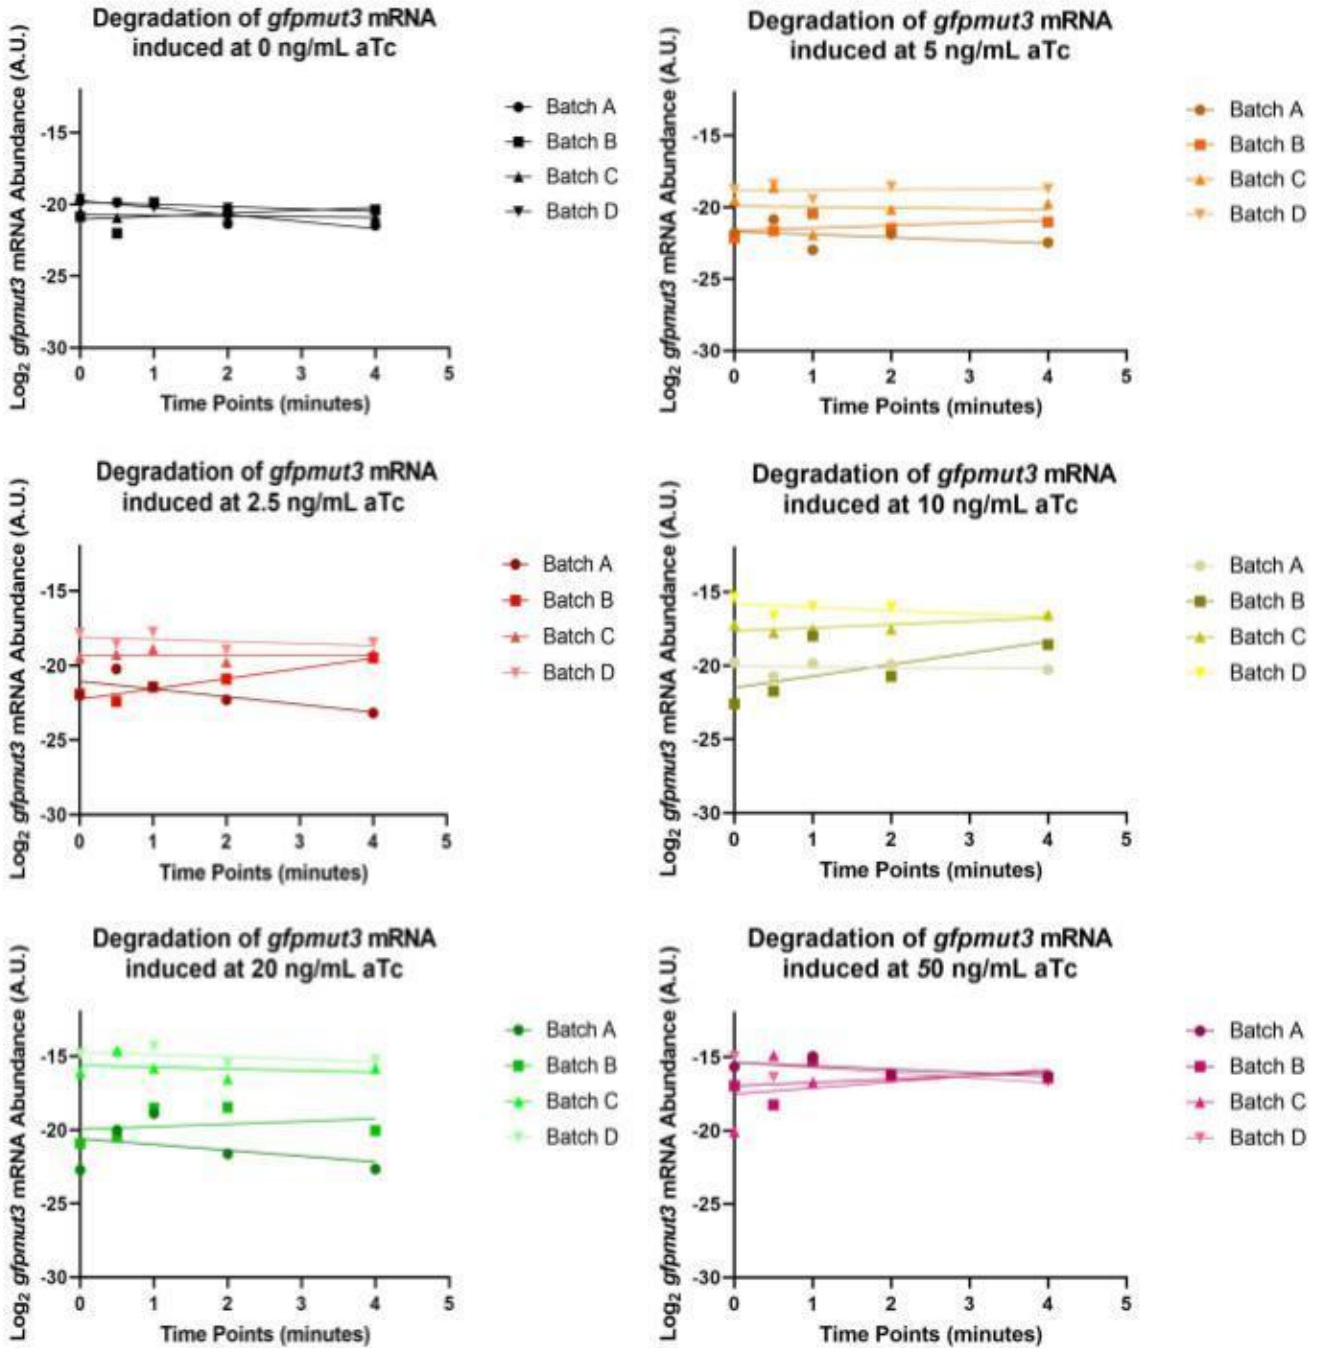 Degradation of gfpmut3 mRNA
induced at 0 ng/mL aTc
Log2 gfpmut3 mRNA Abundance (A.U.)
-15
-20
-25
-30
0 1 2 3 4 5
Time Points (minutes)
Batch A
Batch B
Batch C
Batch D
Degradation of gfpmut3 mRNA
induced at 5 ng/mL aTc
Log2 gfpmut3 mRNA Abundance (A.U.)
-15
-20
-25
-30
0 1 2 3 4 5
Time Points (minutes)
Batch A
Batch B
Batch C
Batch D
Degradation of gfpmut3 mRNA
induced at 2.5 ng/mL aTc
Log2 gfpmut3 mRNA Abundance (A.U.)
-15
-20
-25
-30
0 1 2 3 4 5
Time Points (minutes)
Batch A
Batch B
Batch C
Batch D
Degradation of gfpmut3 mRNA
induced at 10 ng/mL aTc
Log2 gfpmut3 mRNA Abundance (A.U.)
-15
-20
-25
-30
0 1 2 3 4 5
Time Points (minutes)
Batch A
Batch B
Batch C
Batch D
Degradation of gfpmut3 mRNA
induced at 20 ng/mL aTc
Log2 gfpmut3 mRNA Abundance (A.U.)
-15
-20
-25
-30
0 1 2 3 4 5
Time Points (minutes)
Batch A
Batch B
Batch C
Batch D
Degradation of gfpmut3 mRNA
induced at 50 ng/mL aTc
Log2 gfpmut3 mRNA Abundance (A.U.)
-15
-20
-25
-30
0 1 2 3 4 5
Time Points (minutes)
Batch A
Batch B
Batch C
Batch D